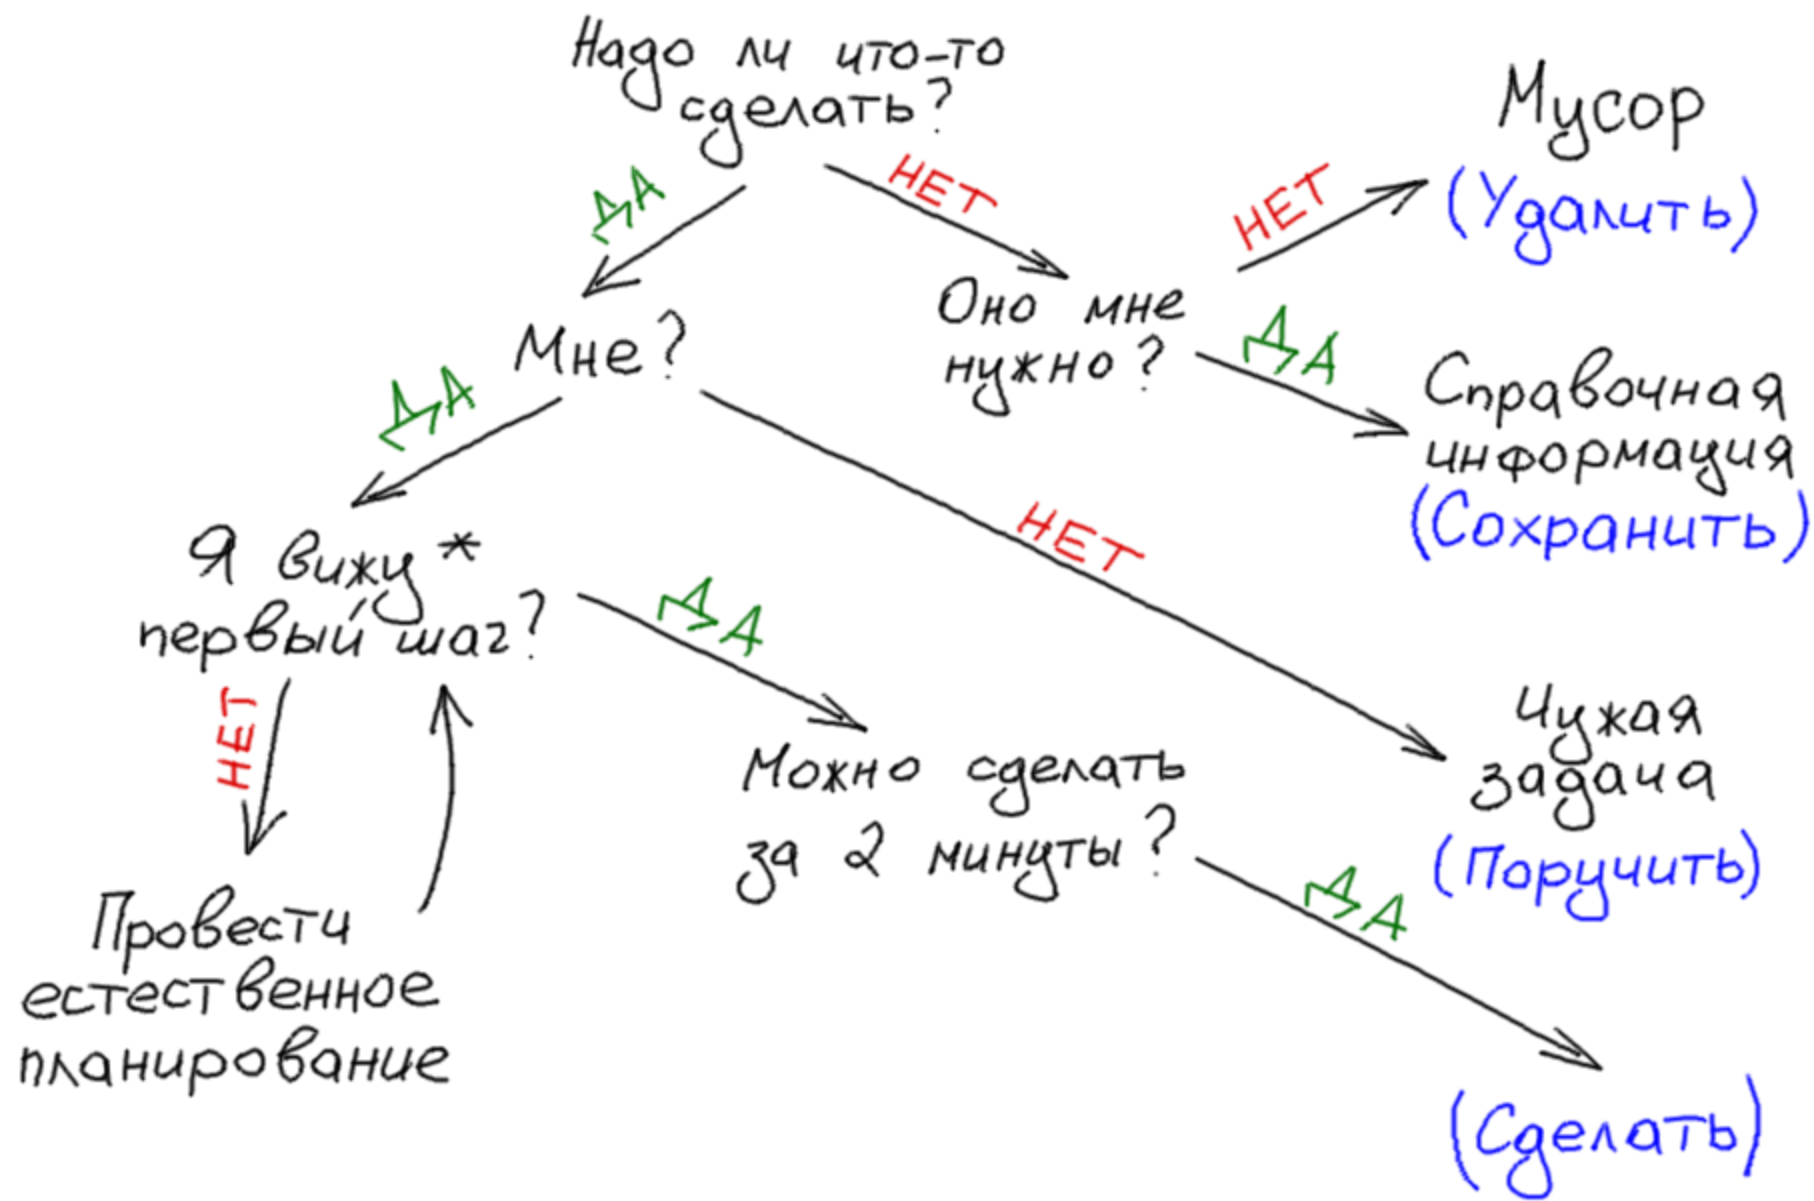 Надо ли что-то
сделать?
ДА
НЕТ
Мне?
Оно мне
нужно?
НЕТ
Мусор
(Удалить)
ДА
Справочная
информация
(Сохранить)
ДА
НЕТ
Я вижу *
первый шаг?
ДА
НЕТ
Чужая
задача
(Поручить)
Можно сделать
за 2 минуты?
ДА
Провести
естественное
планирование
(Сделать)